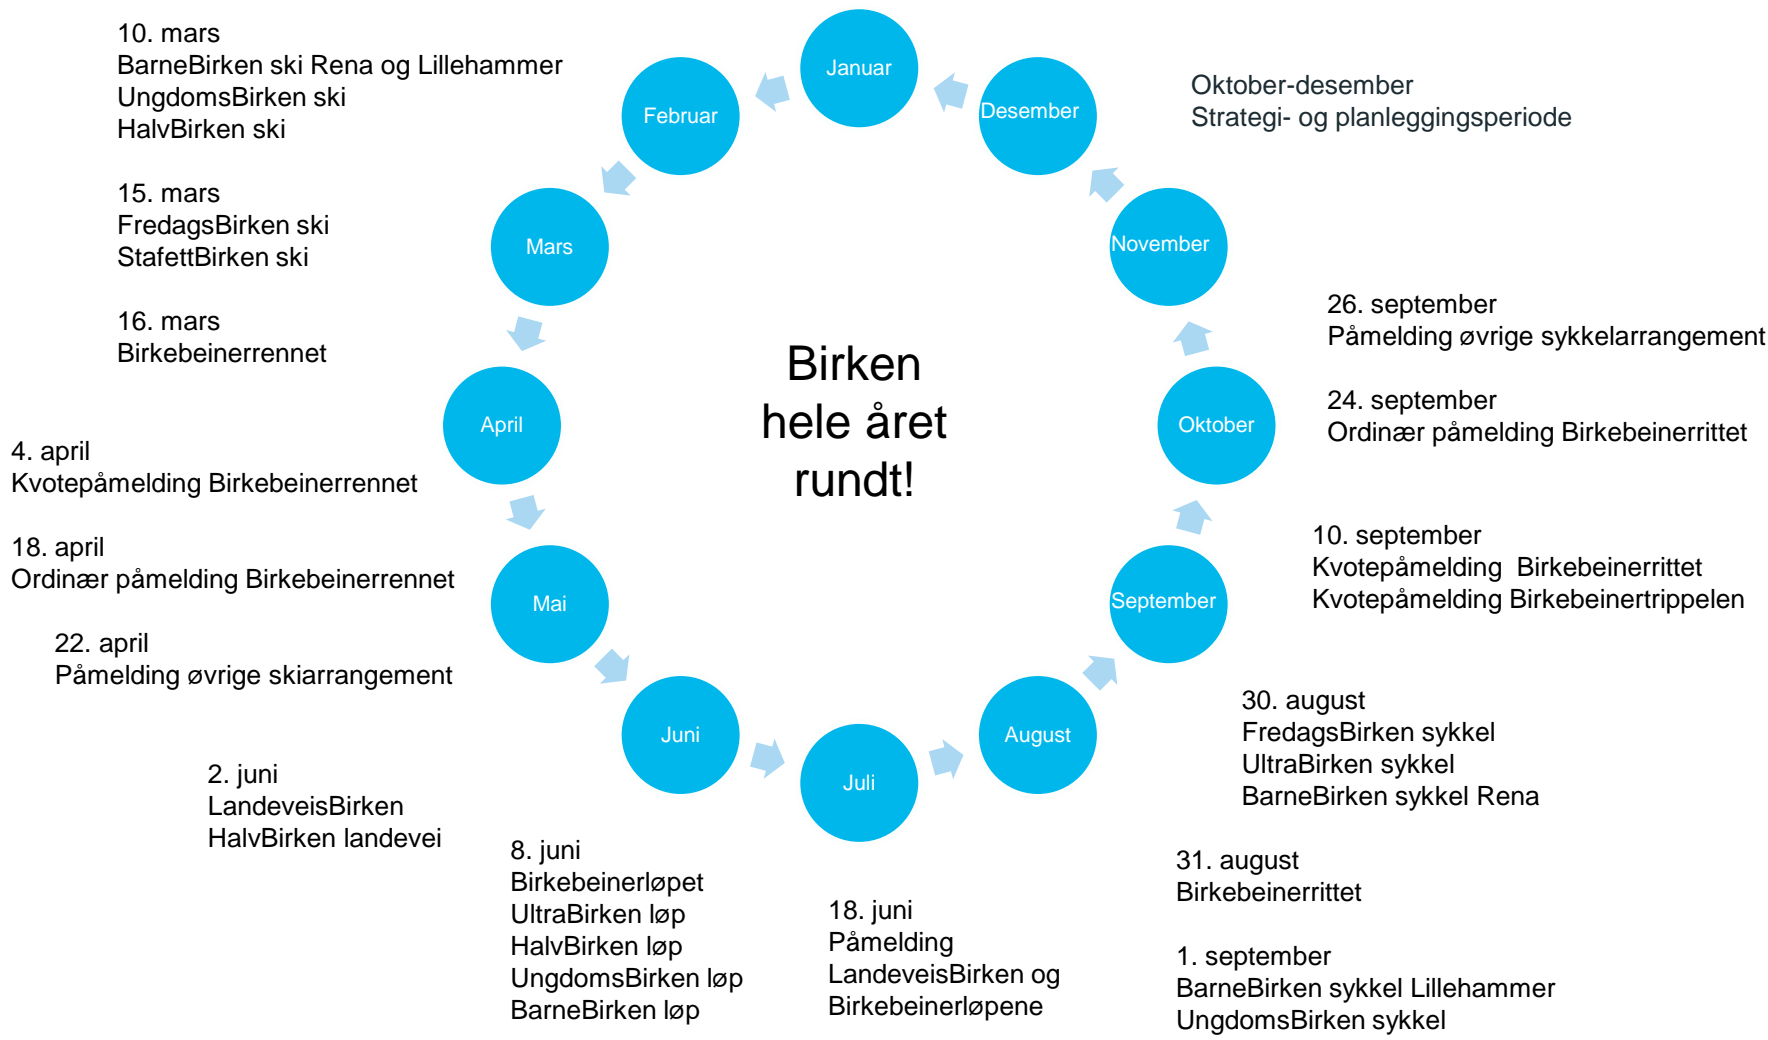 10. mars
BarneBirken ski Rena og Lillehammer
UngdomsBirken ski
HalvBirken ski
15. mars
FredagsBirken ski
StafettBirken ski
16. mars
Birkebeinerrennet
4. april
Kvotepåmelding Birkebeinerrennet
18. april
Ordinær påmelding Birkebeinerrennet
22. april
Påmelding øvrige skiarrangement
2. juni
LandeveisBirken
HalvBirken landevei
8. juni
Birkebeinerløpet
UltraBirken løp
HalvBirken løp
UngdomsBirken løp
BarneBirken løp
18. juni
Påmelding
LandeveisBirken og
Birkebeinerløpene
Januar
Februar
Mars
April
Mai
Juni
Juli
August
September
Oktober
November
Desember
Birken
hele året
rundt!
Oktober-desember
Strategi- og planleggingsperiode
26. september
Påmelding øvrige sykkelarrangement
24. september
Ordinær påmelding Birkebeinerrittet
10. september
Kvotepåmelding  Birkebeinerrittet
Kvotepåmelding Birkebeinertrippelen
30. august
FredagsBirken sykkel
UltraBirken sykkel
BarneBirken sykkel Rena
31. august
Birkebeinerrittet
1. september
BarneBirken sykkel Lillehammer
UngdomsBirken sykkel